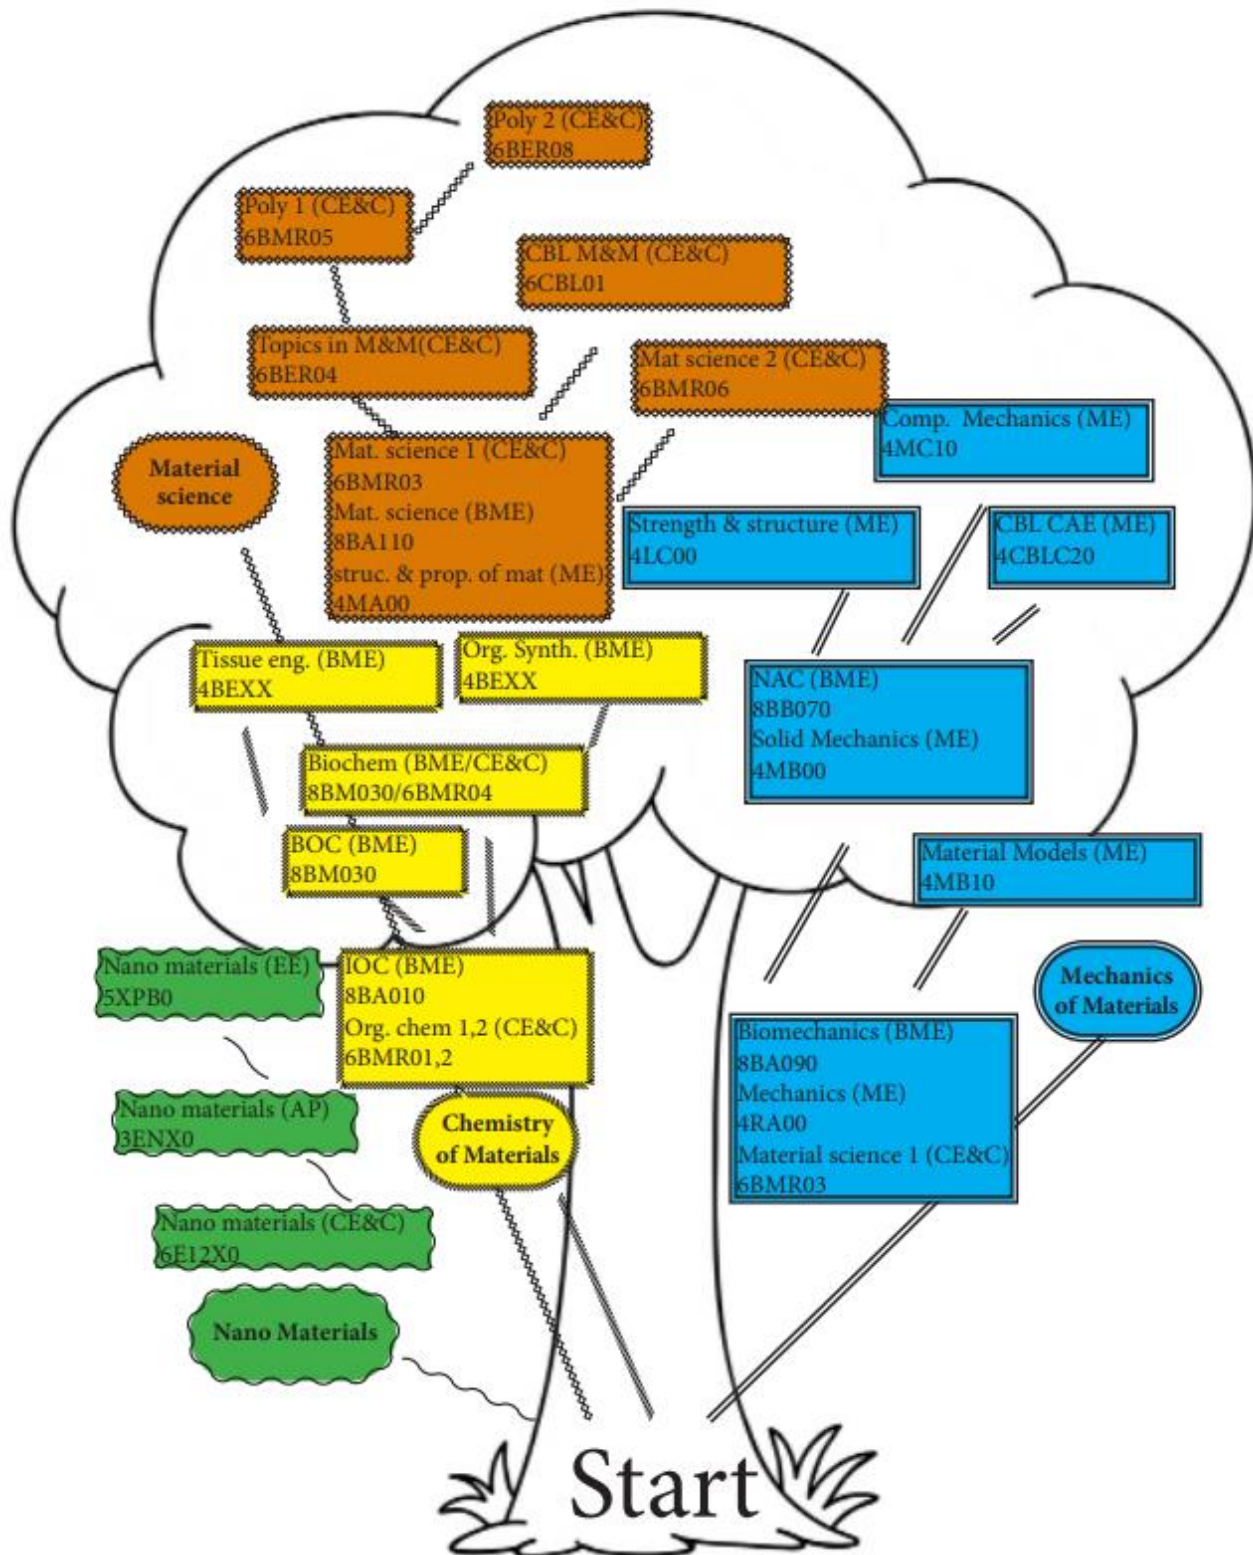 Poly 2 (CE&C)
6BER08
Poly 1 (CE&C)
6BMR05
CBL M&M (CE&C)
6CBL01
Topics in M&M(CE&C)
6BER04
Mat science 2 (CE&C)
6BMR06
Comp. Mechanics (ME)
4MC10
Material
science
Mat. science 1 (CE&C)
6BMR03
Mat. science (BME)
8BA110
struc. & prop. of mat (ME)
4MA00
Strength & structure (ME)
4LC00
CBL CAE (ME)
4CBLC20
Tissue eng. (BME)
4BEXX
Org. Synth. (BME)
4BEXX
NAC (BME)
8BB070
Solid Mechanics (ME)
4MB00
Biochem (BME/CE&C)
8BM030/6BMR04
BOC (BME)
8BM030
Material Models (ME)
4MB10
Nano materials (EE)
5XPB0
IOC (BME)
8BA010
Org. chem 1,2 (CE&C)
6BMR01,2
Mechanics
of Materials
Biomechanics (BME)
8BA090
Mechanics (ME)
4RA00
Material science 1 (CE&C)
6BMR03
Nano materials (AP)
3ENX0
Chemistry
of Materials
Nano materials (CE&C)
6E12X0
Nano Materials
Start